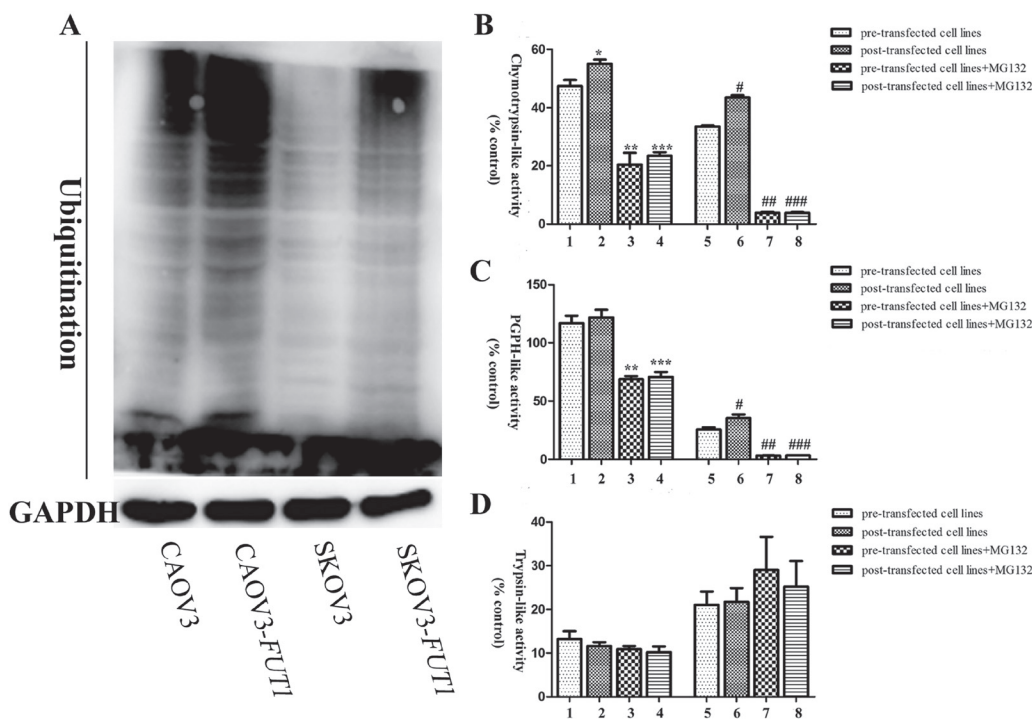 A
Ubiquitination
GAPDH
CAOV3
CAOV3-FUT1
SKOV3
SKOV3-FUT1
B
Chymotrypsin-like activity
(% control)
60
40
20
0
*
**
***
#
##
###
1 2 3 4 5 6 7 8
pre-transfected cell lines
post-transfected cell lines
pre-transfected cell lines+MG132
post-transfected cell lines+MG132
C
PGPH-like activity
(% control)
150
100
50
0
**
***
#
##
###
1 2 3 4 5 6 7 8
pre-transfected cell lines
post-transfected cell lines
pre-transfected cell lines+MG132
post-transfected cell lines+MG132
D
Trypsin-like activity
(% control)
40
30
20
10
0
1 2 3 4 5 6 7 8
pre-transfected cell lines
post-transfected cell lines
pre-transfected cell lines+MG132
post-transfected cell lines+MG132